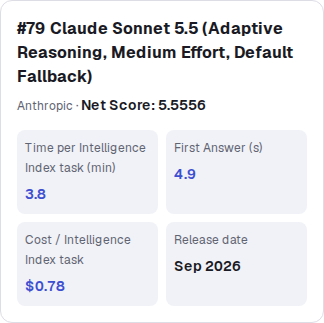 #79 Claude Sonnet 5.5 (Adaptive
Reasoning, Medium Effort, Default
Fallback)
Anthropic · Net Score: 5.5556
Time per Intelligence
Index task (min)
3.8
First Answer (s)
4.9
Cost / Intelligence
Index task
$0.78
Release date
Sep 2026